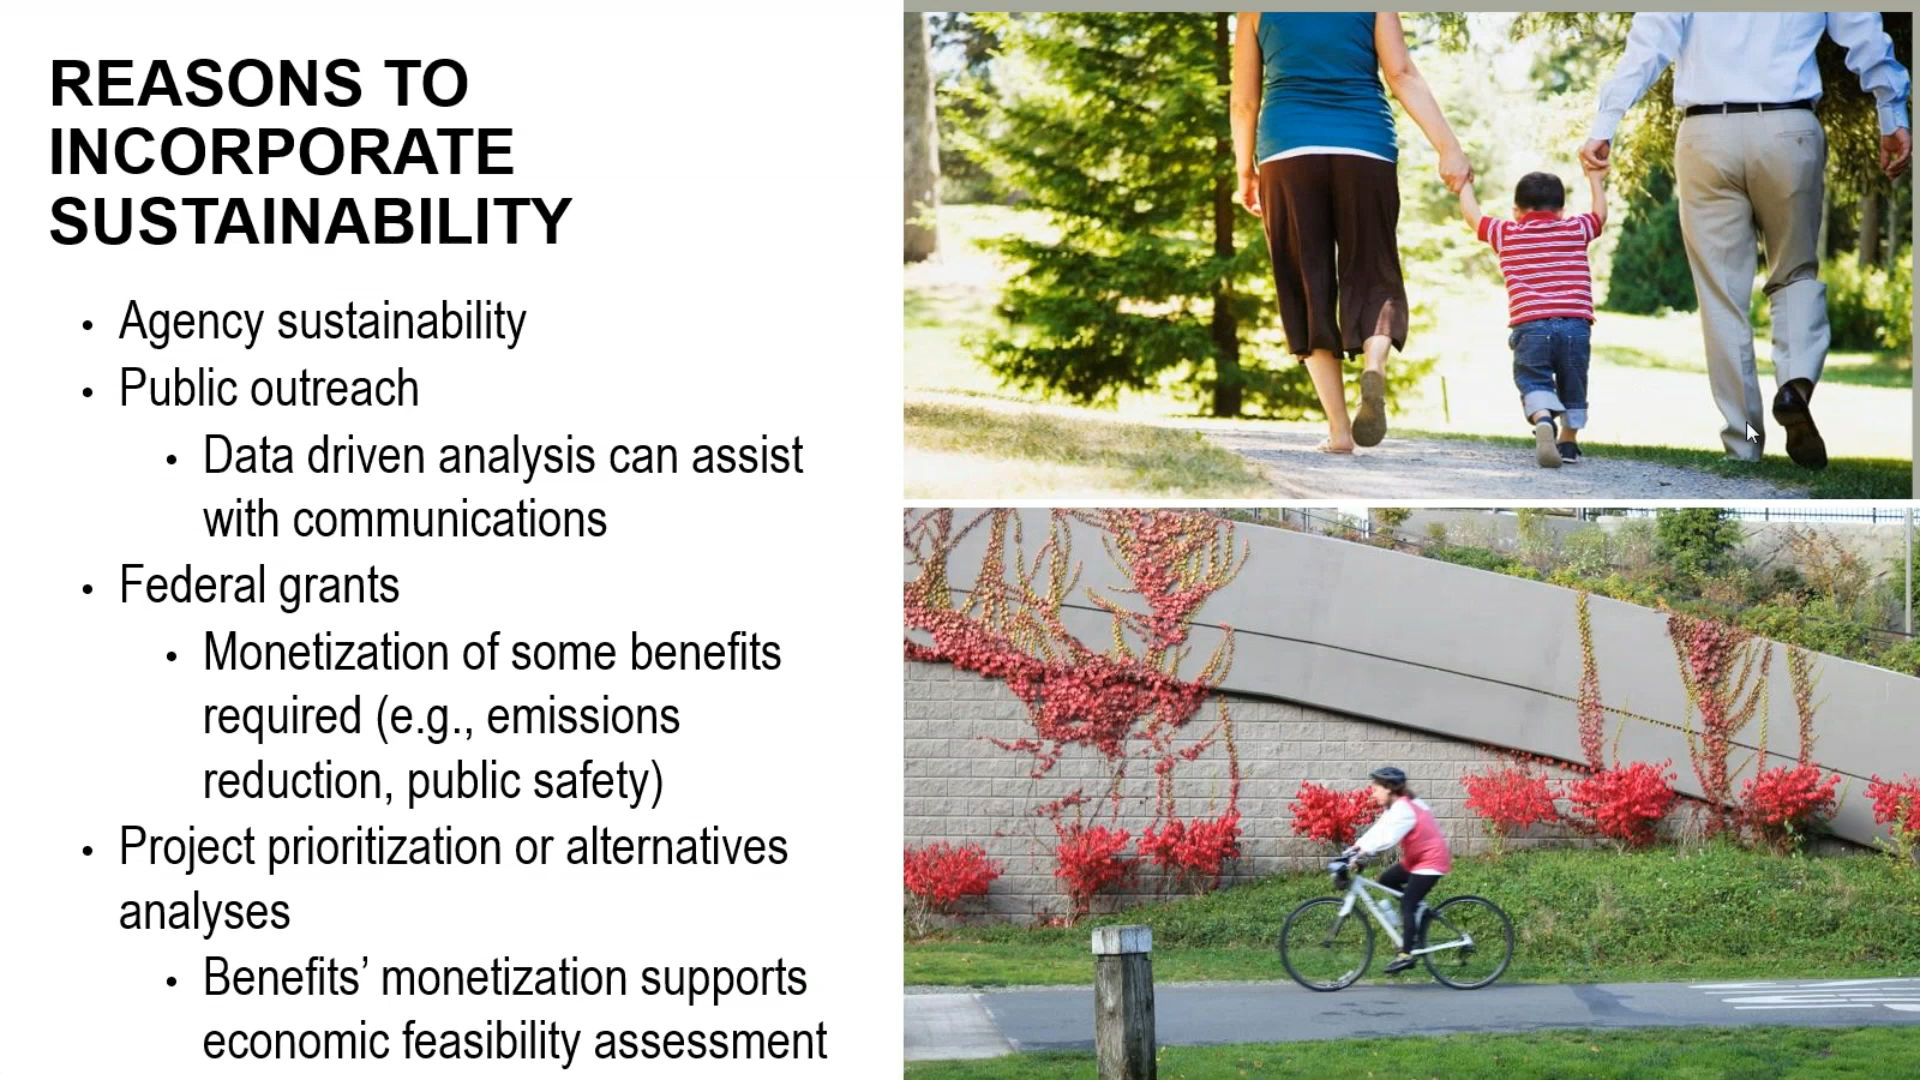 REASONS TO
INCORPORATE
SUSTAINABILITY
• Agency sustainability
• Public outreach
• Data driven analysis can assist
with communications
• Federal grants
• Monetization of some benefits
required (e.g., emissions
reduction, public safety)
• Project prioritization or alternatives
analyses
• Benefits’ monetization supports
economic feasibility assessment